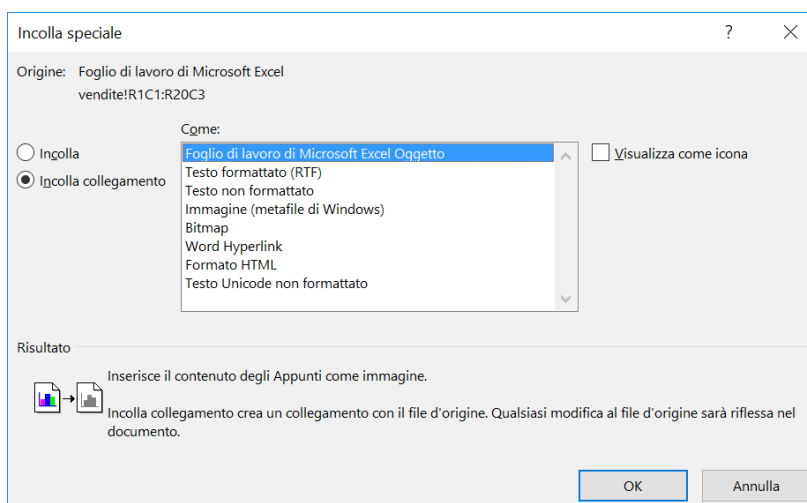 Incolla speciale
?
Origine: Foglio di lavoro di Microsoft Excel
vendite!R1C1:R20C3
Come:
Incolla
Incolla collegamento
Foglio di lavoro di Microsoft Excel Oggetto
Testo formattato (RTF)
Testo non formattato
Immagine (metafile di Windows)
Bitmap
Word Hyperlink
Formato HTML
Testo Unicode non formattato
Visualizza come icona
Risultato
Inserisce il contenuto degli Appunti come immagine.
Incolla collegamento crea un collegamento con il file d'origine. Qualsiasi modifica al file d'origine sarà riflessa nel
documento.
OK
Annulla